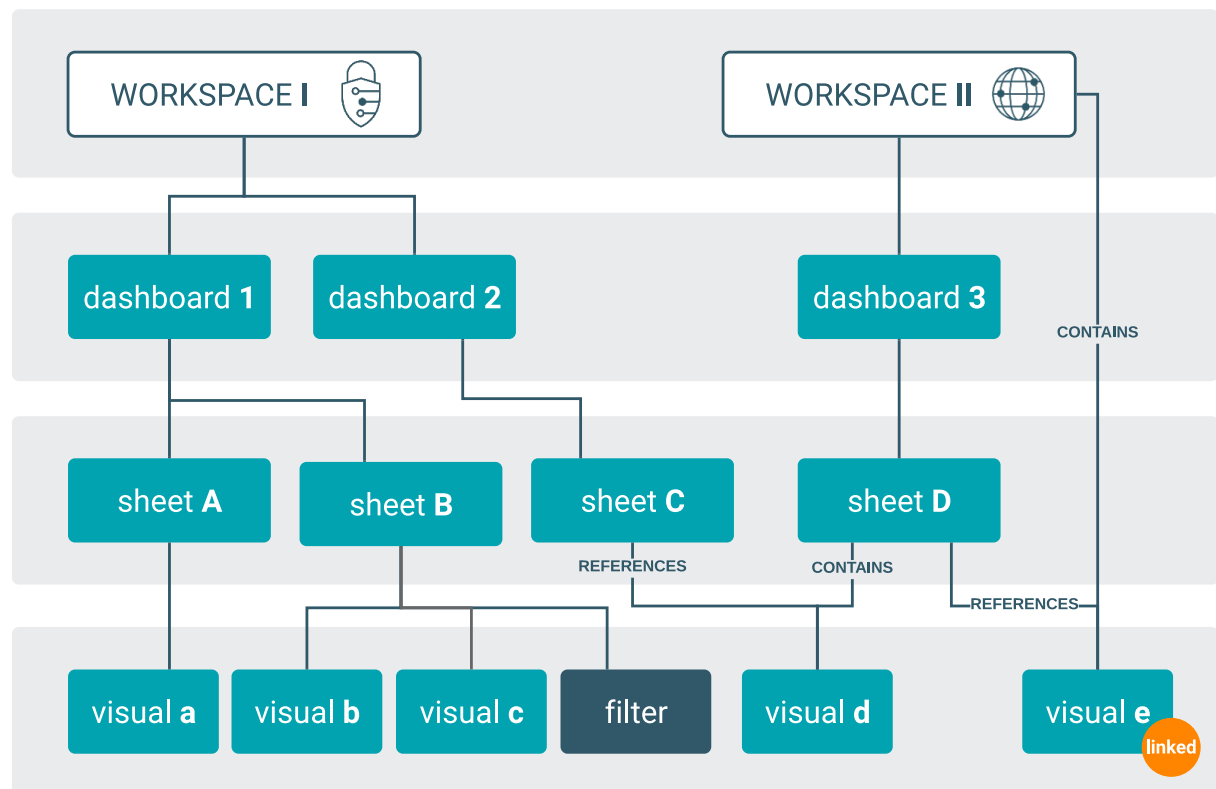 WORKSPACE I
WORKSPACE II
dashboard 1
dashboard 2
dashboard 3
CONTAINS
sheet A
sheet B
sheet C
sheet D
REFERENCES
CONTAINS
REFERENCES
visual a
visual b
visual c
filter
visual d
visual e
linked